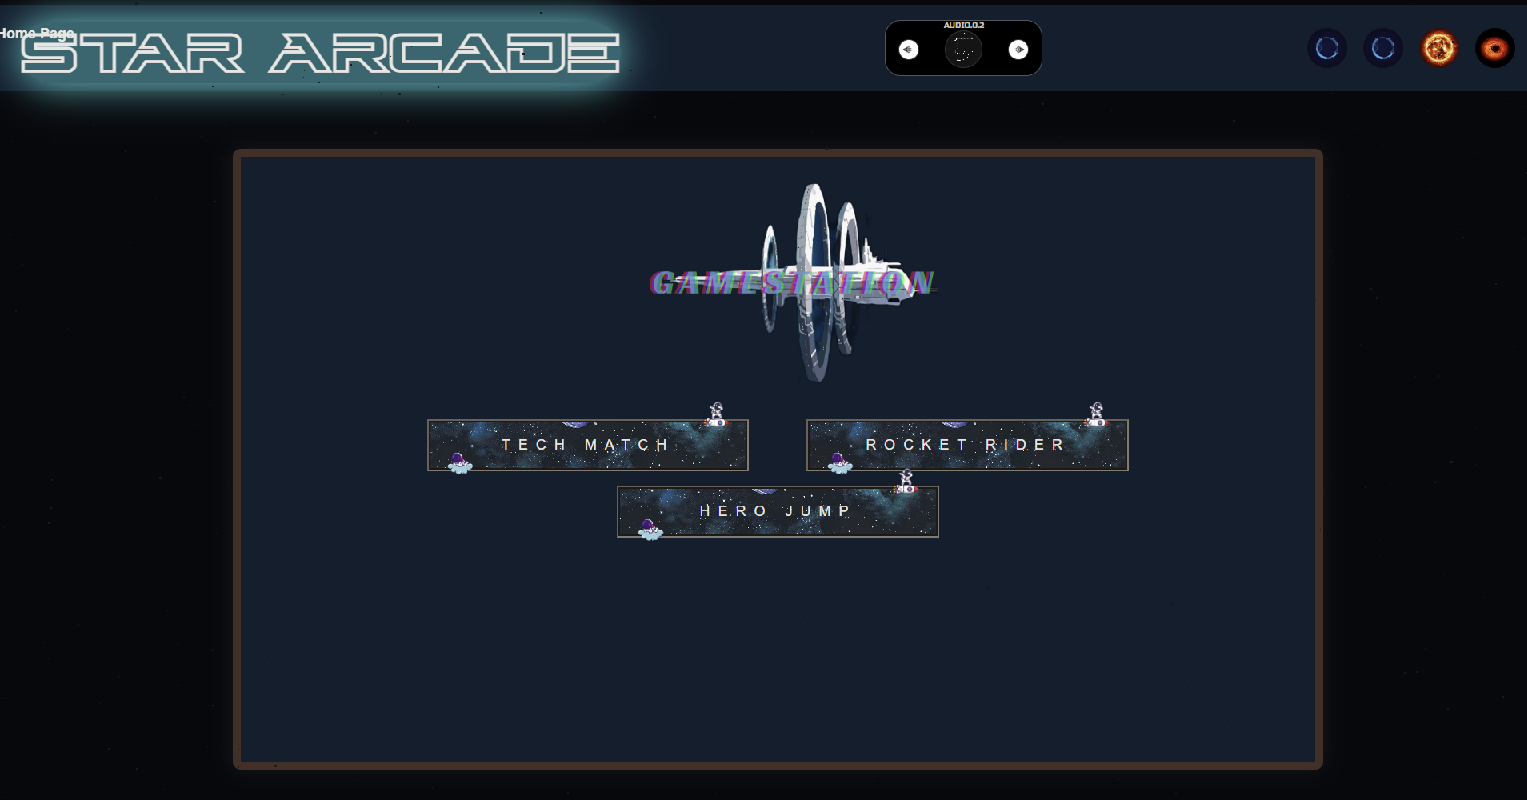 Home Page
STAR ARCADE
AUDIO.0.2
GAMESTATION
TECH MATCH
ROCKET RIDER
HERO JUMP